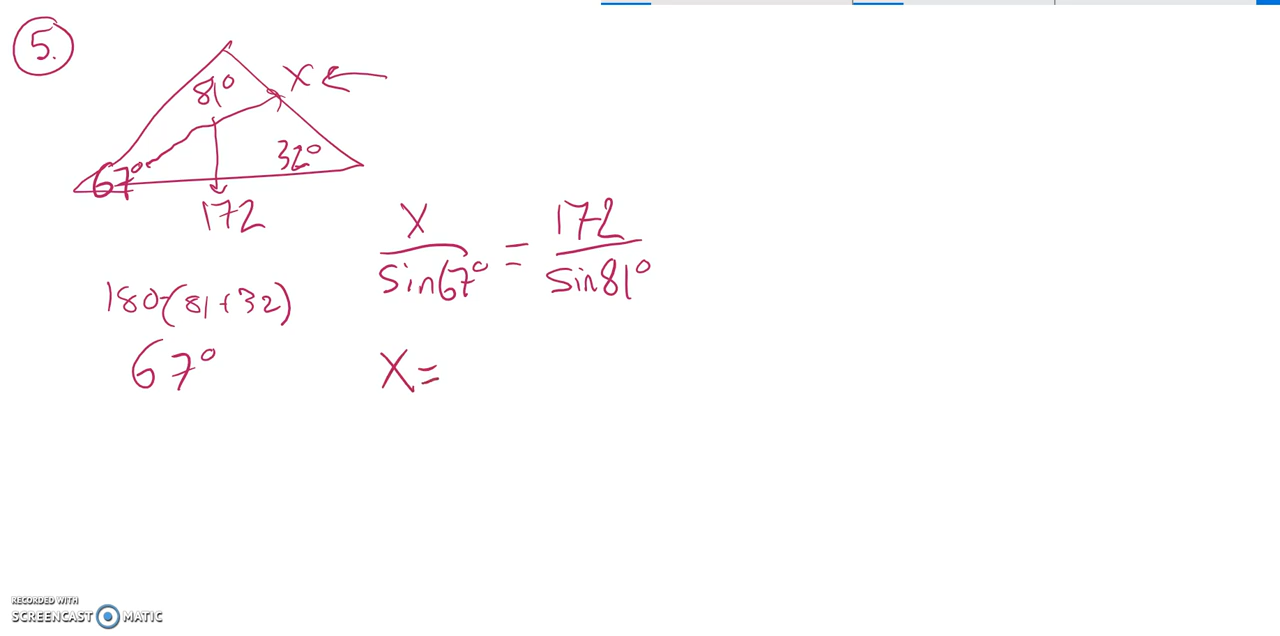 5.
81°
X
67°
32°
172
X / sin67° = 172 / sin81°
180-(81+32)
67°
X=
RECORDED WITH
SCREENCAST MATIC